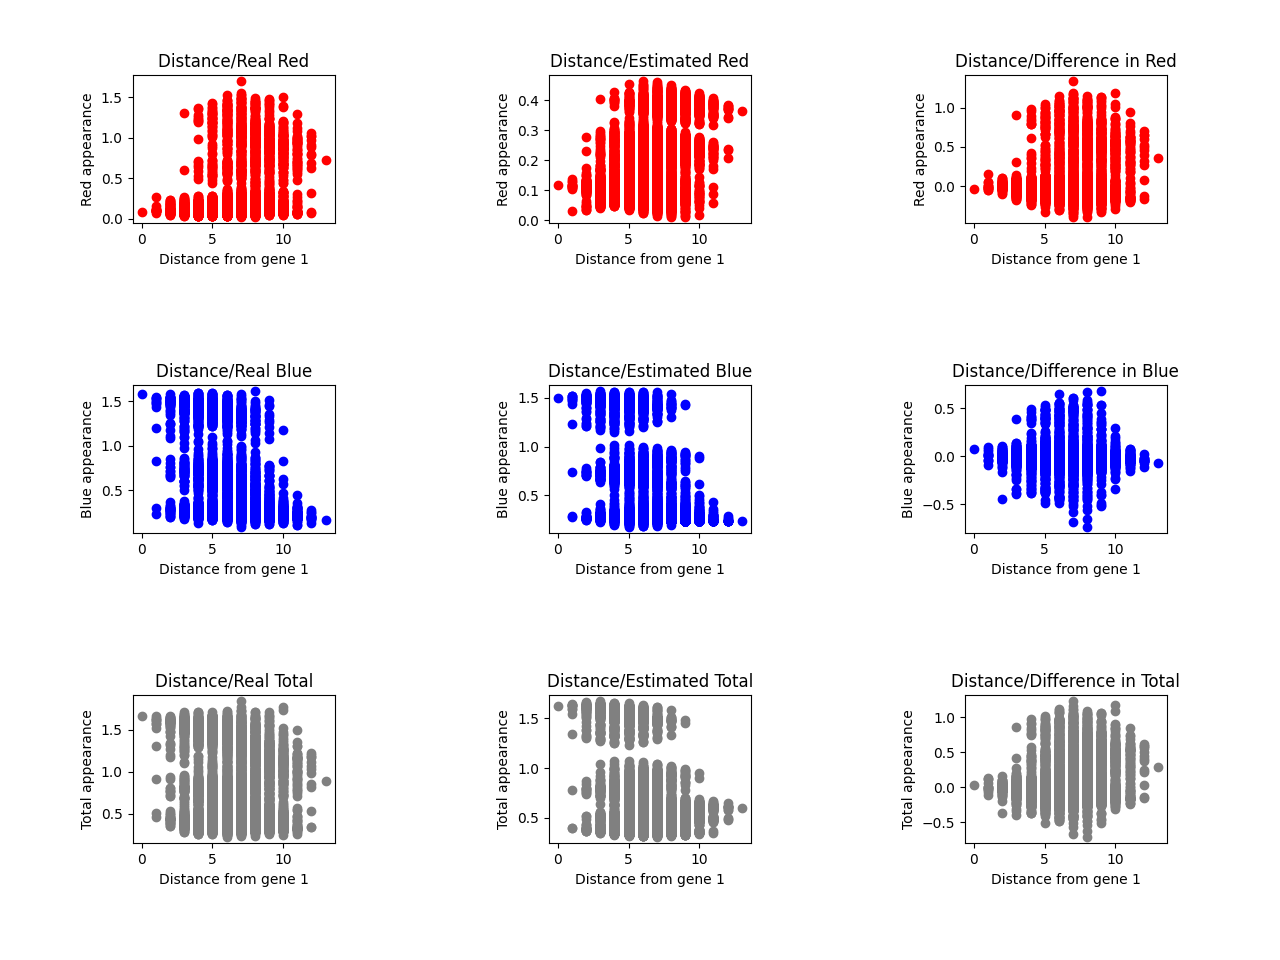 Distance/Real Red
Distance/Estimated Red
Distance/Difference in Red
Red appearance
1.5
1.0
0.5
0.0
0 5 10
Distance from gene 1
Red appearance
0.4
0.3
0.2
0.1
0.0
0 5 10
Distance from gene 1
Red appearance
1.0
0.5
0.0
0 5 10
Distance from gene 1
Distance/Real Blue
Distance/Estimated Blue
Distance/Difference in Blue
Blue appearance
1.5
1.0
0.5
0 5 10
Distance from gene 1
Blue appearance
1.5
1.0
0.5
0 5 10
Distance from gene 1
Blue appearance
0.5
0.0
−0.5
0 5 10
Distance from gene 1
Distance/Real Total
Distance/Estimated Total
Distance/Difference in Total
Total appearance
1.5
1.0
0.5
0 5 10
Distance from gene 1
Total appearance
1.5
1.0
0.5
0 5 10
Distance from gene 1
Total appearance
1.0
0.5
0.0
−0.5
0 5 10
Distance from gene 1